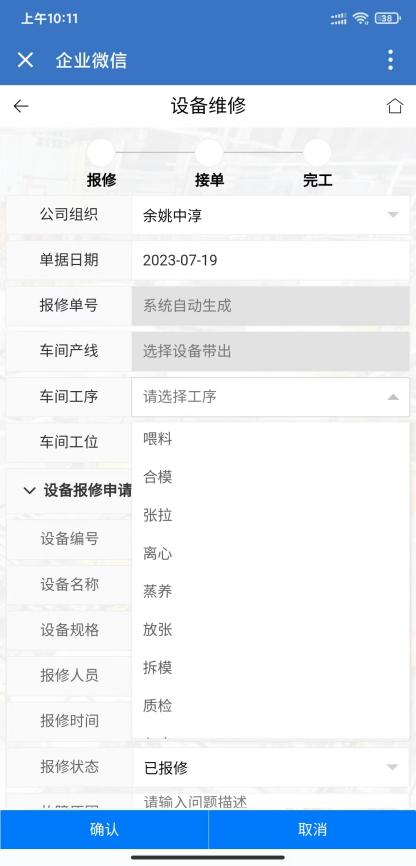 上午10:11
38
企业微信
设备维修
报修 接单 完工
公司组织 余姚中淳
单据日期 2023-07-19
报修单号 系统自动生成
车间产线 选择设备带出
车间工序 请选择工序
车间工位
喂料
合模
设备报修申请
张拉
设备编号
离心
设备名称
蒸养
设备规格
放张
报修人员
拆模
报修时间
质检
报修状态 已报修
请输入问题描述
确认 取消